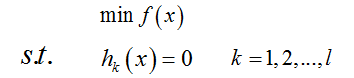 min f(x)
s.t. h_k(x) = 0 k = 1,2,...,l